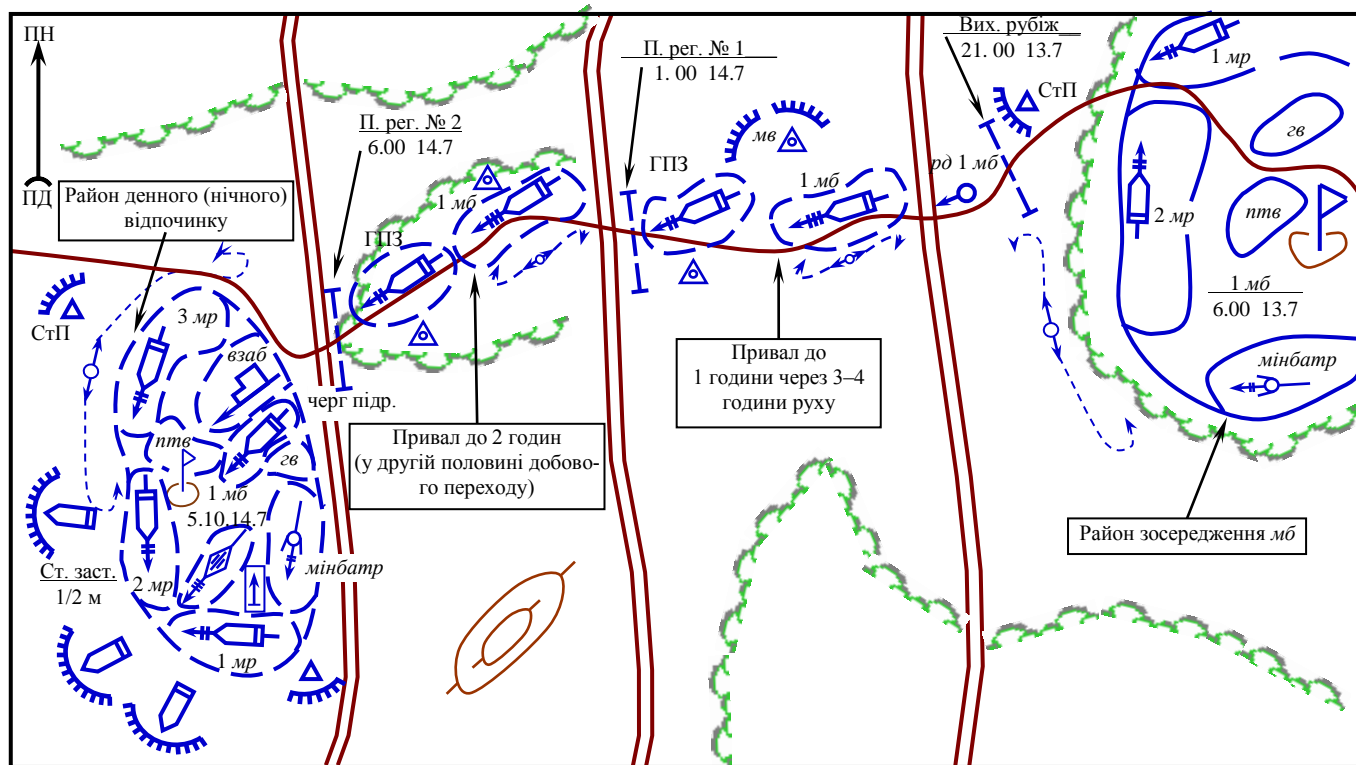 ПН
ПД
Район денного (нічного)
відпочинку
П. рег. № 2
6.00 14.7
П. рег. № 1
1. 00 14.7
Вих. рубіж
21. 00 13.7
СтП
1 мр
гв
2 мр
птв
1 мб
6.00 13.7
мінбатр
Район зосередження мб
рд 1 мб
1 мб
мв
ГПЗ
Привал до
1 години через 3–4
години руху
1 мб
ГПЗ
Привал до 2 годин
(у другій половині добово-
го переходу)
черг підр.
СтП
3 мр
взаб
птв
гв
1 мб
5.10.14.7
мінбатр
Ст. заст.
1/2 м
2 мр
1 мр